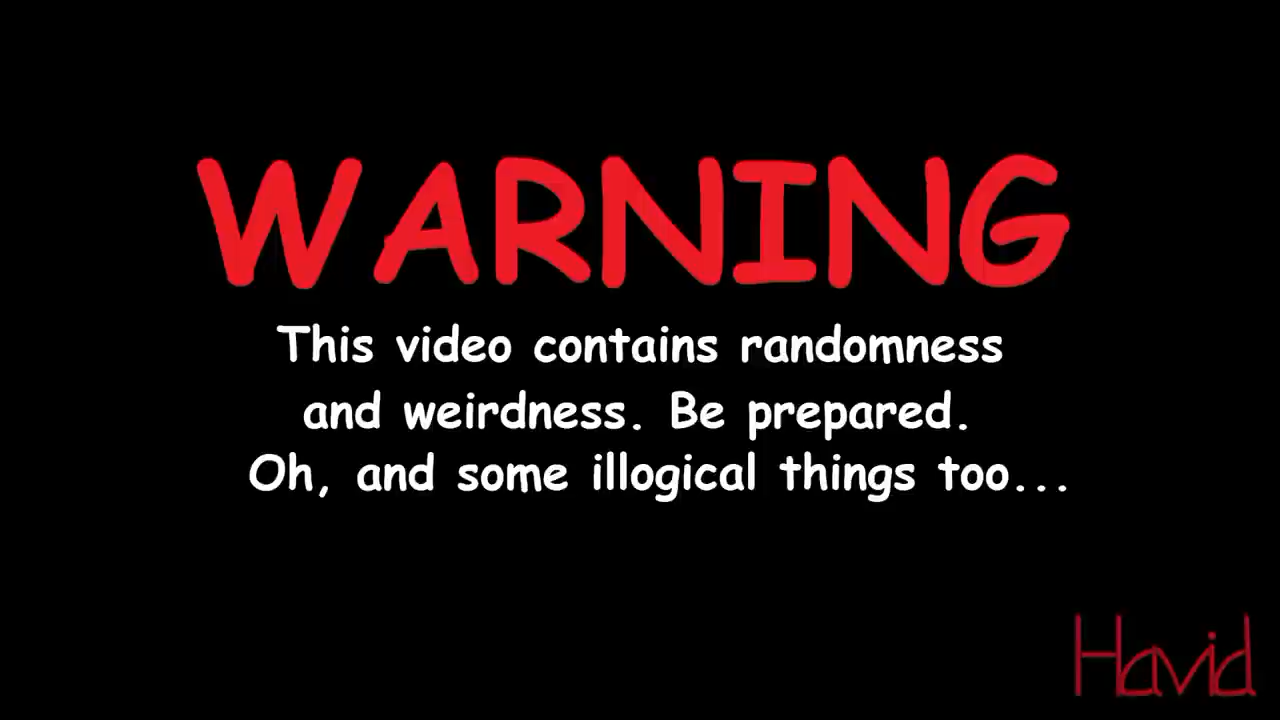 WARNING
This video contains randomness
and weirdness. Be prepared.
Oh, and some illogical things too...
Havid